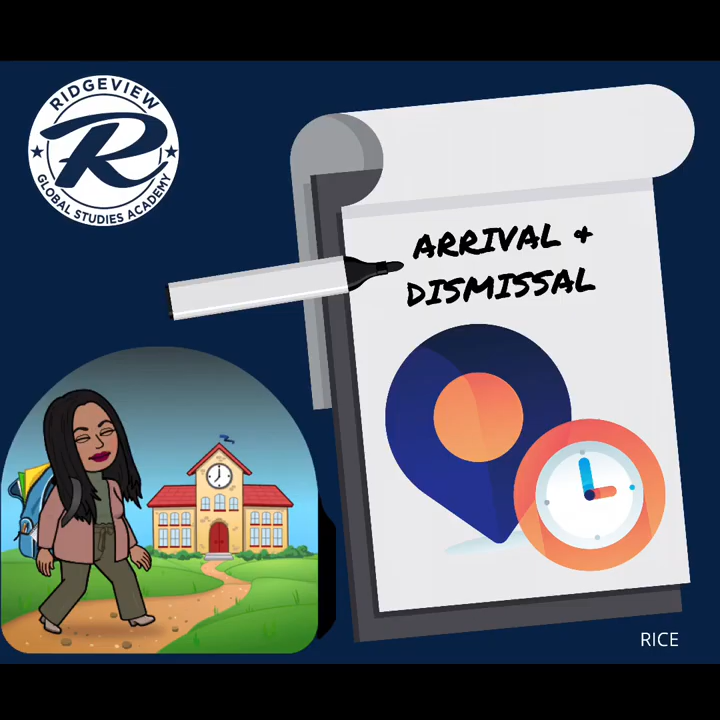 RIDGEVIEW
R
GLOBAL STUDIES ACADEMY
ARRIVAL &
DISMISSAL
RICE